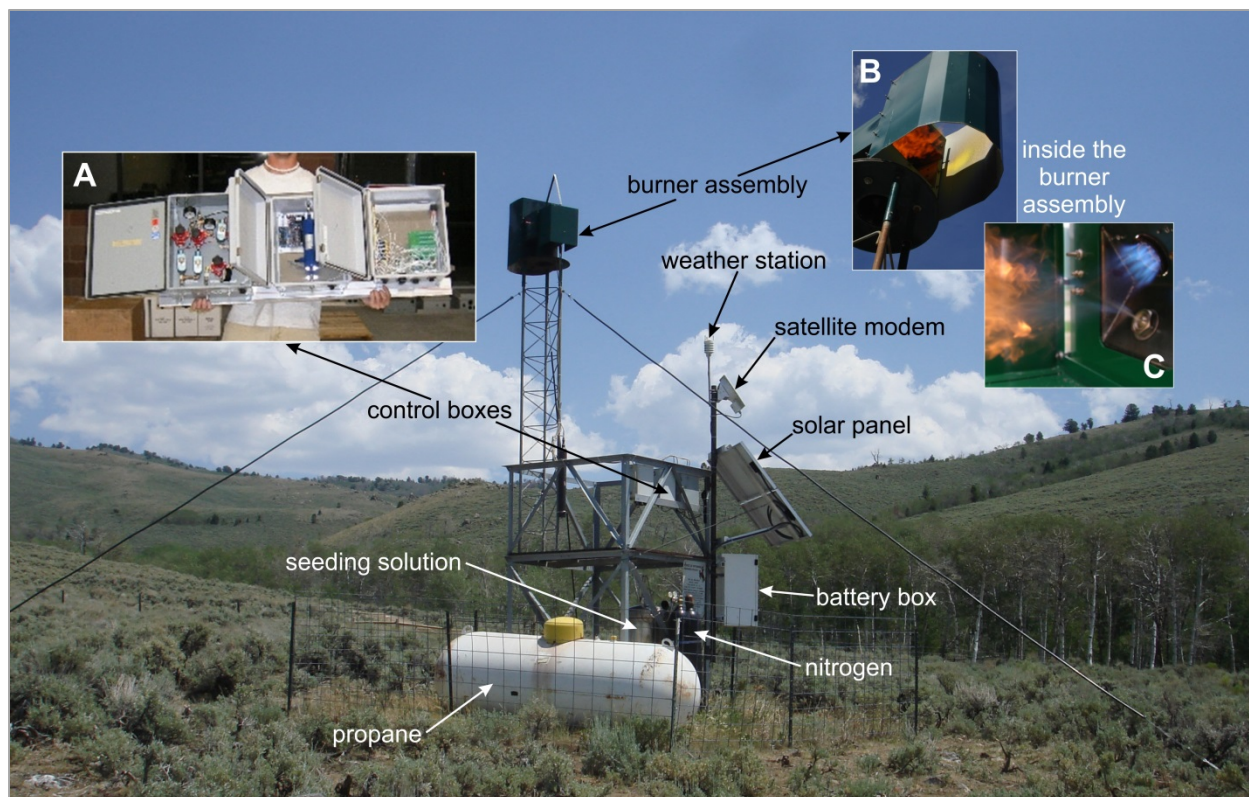 A
B
burner assembly
inside the
burner
assembly
weather station
satellite modem
C
control boxes
solar panel
seeding solution
battery box
nitrogen
propane